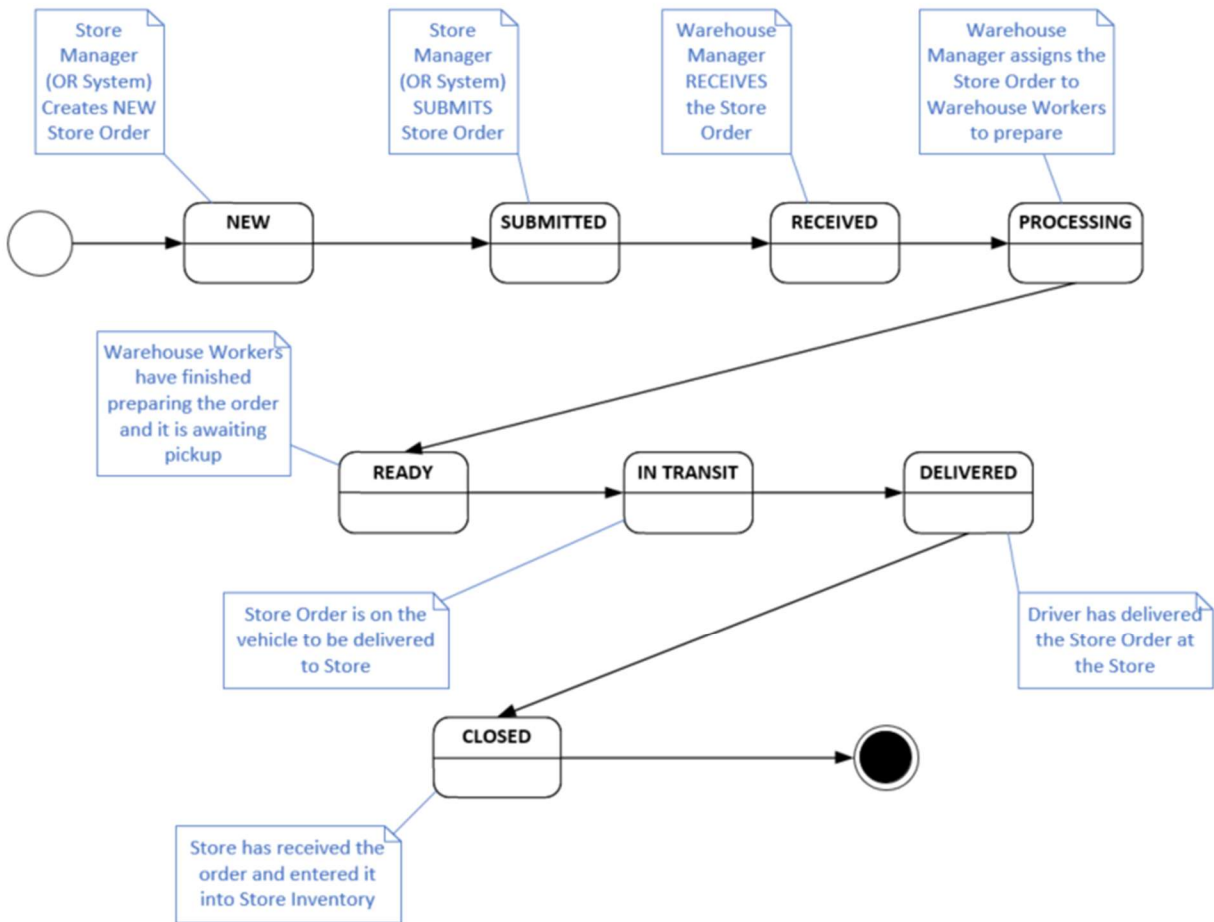 Store
Manager
(OR System)
Creates NEW
Store Order
Store
Manager
(OR System)
SUBMITS
Store Order
Warehouse
Manager
RECEIVES
the Store
Order
Warehouse
Manager assigns the
Store Order to
Warehouse Workers
to prepare
NEW
SUBMITTED
RECEIVED
PROCESSING
Warehouse Workers
have finished
preparing the order
and it is awaiting
pickup
READY
IN TRANSIT
DELIVERED
Store Order is on the
vehicle to be delivered
to Store
Driver has delivered
the Store Order at
the Store
CLOSED
Store has received the
order and entered it
into Store Inventory